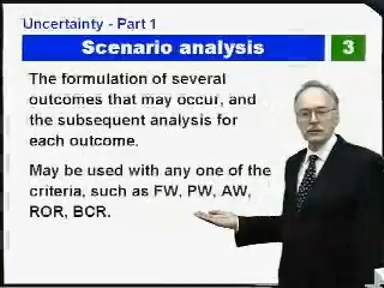 Uncertainty - Part 1
Scenario analysis 3
The formulation of several
outcomes that may occur, and
the subsequent analysis for
each outcome.
May be used with any one of the
criteria, such as FW, PW, AW,
ROR, BCR.